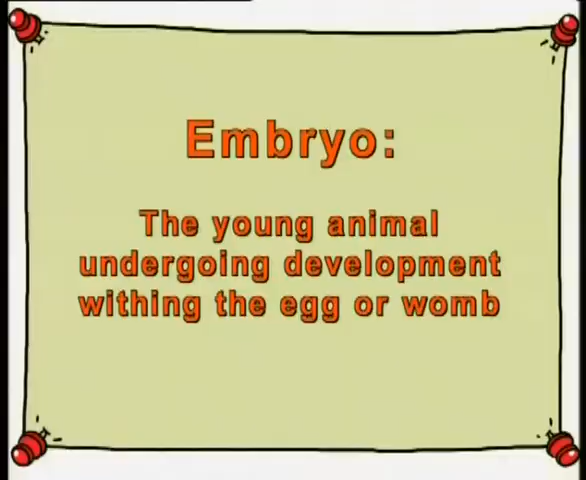 Embryo:
The young animal
undergoing development
withing the egg or womb